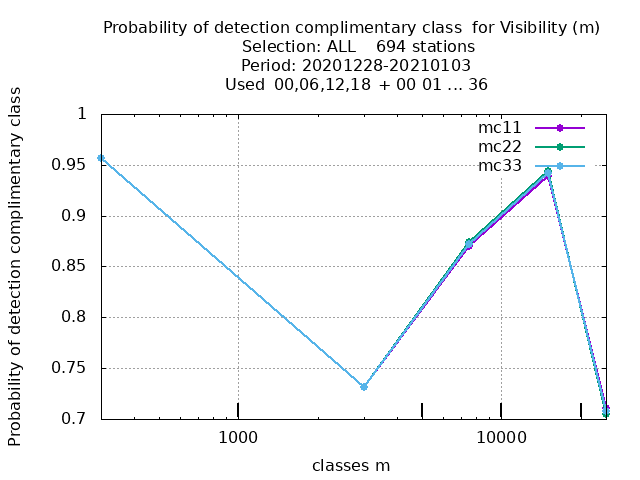 Probability of detection complimentary class  for Visibility (m)
Selection: ALL    694 stations
Period: 20201228-20210103
Used  00,06,12,18  + 00 01 ... 36
Probability of detection complimentary class
1
0.95
0.9
0.85
0.8
0.75
0.7
mc11
mc22
mc33
1000
10000
classes m